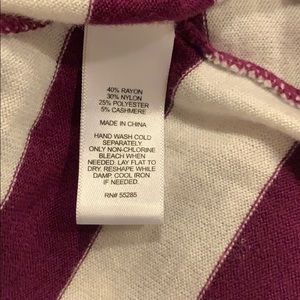 40% RAYON
30% NYLON
25% POLYESTER
5% CASHMERE
MADE IN CHINA
HAND WASH COLD
SEPARATELY
ONLY NON-CHLORINE
BLEACH WHEN
NEEDED. LAY FLAT TO
DRY. RESHAPE WHILE
DAMP. COOL IRON
IF NEEDED.
RN# 55285